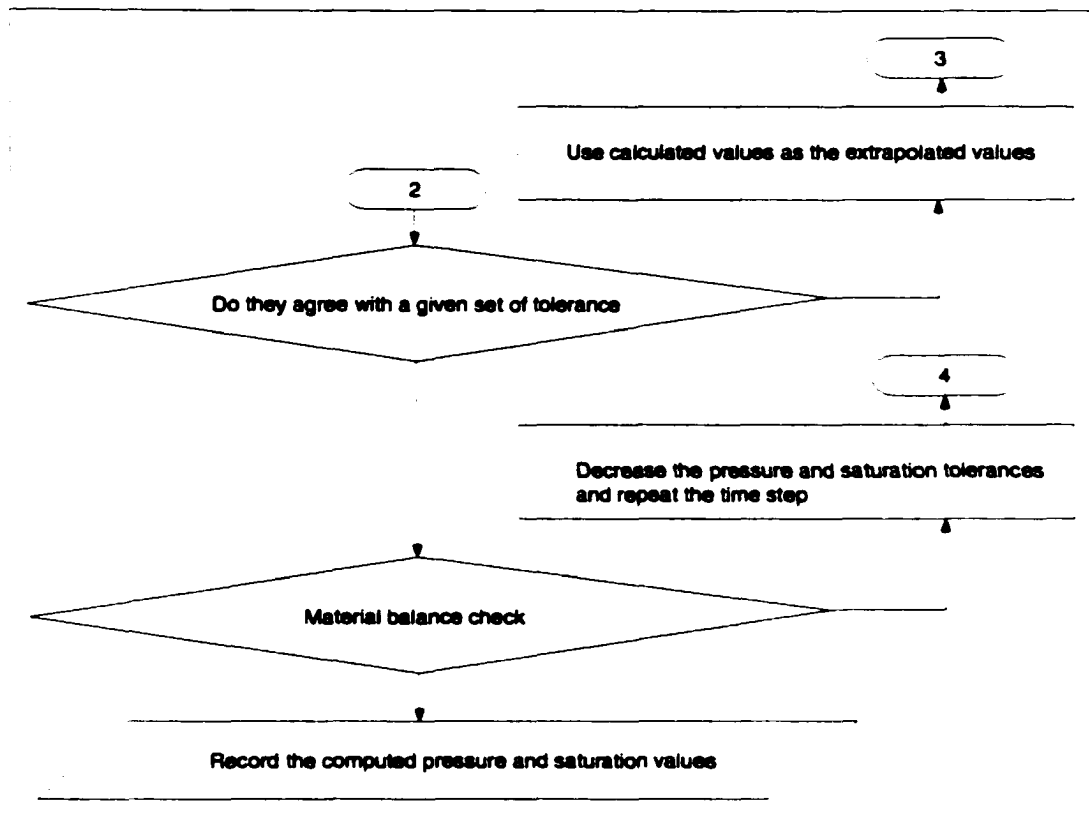 3
Use calculated values as the extrapolated values
2
Do they agree with a given set of tolerance
4
Decrease the pressure and saturation tolerances
and repeat the time step
Material balance check
Record the computed pressure and saturation values